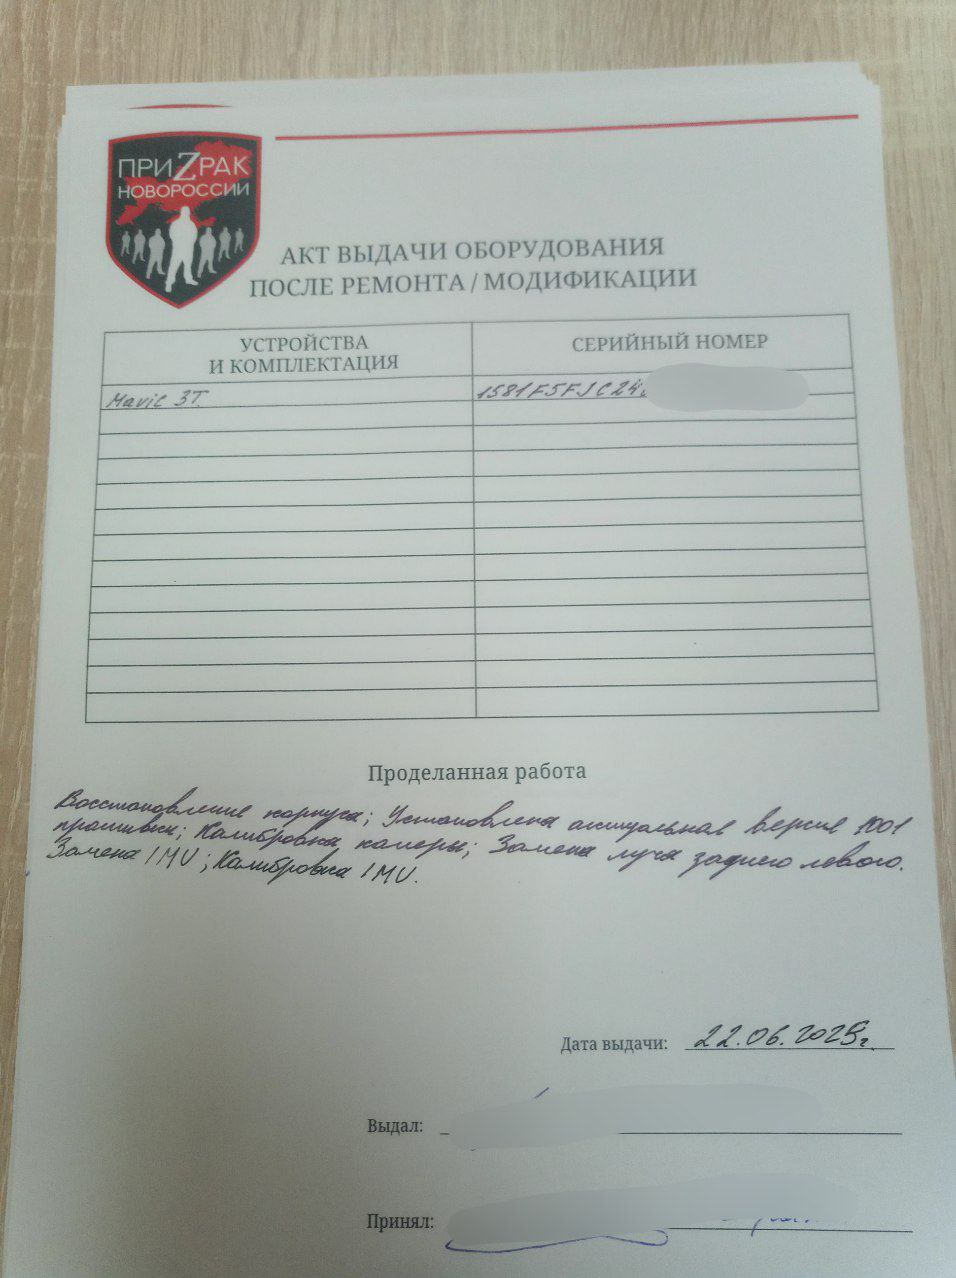 ПРИZРАК
НОВОРОССИИ
АКТ ВЫДАЧИ ОБОРУДОВАНИЯ
ПОСЛЕ РЕМОНТА / МОДИФИКАЦИИ
УСТРОЙСТВА
И КОМПЛЕКТАЦИЯ
СЕРИЙНЫЙ НОМЕР
Mavic 3T.
1581F5FJC24
Проделанная работа
Восстановление корпуса; Установлена актуальная версия 1001
прошивки; Калибровка камеры; Замена луча заднего левого.
Замена IMU; Калибровка IMU.
Дата выдачи: 22.06.2025г.
Выдал:
Принял: